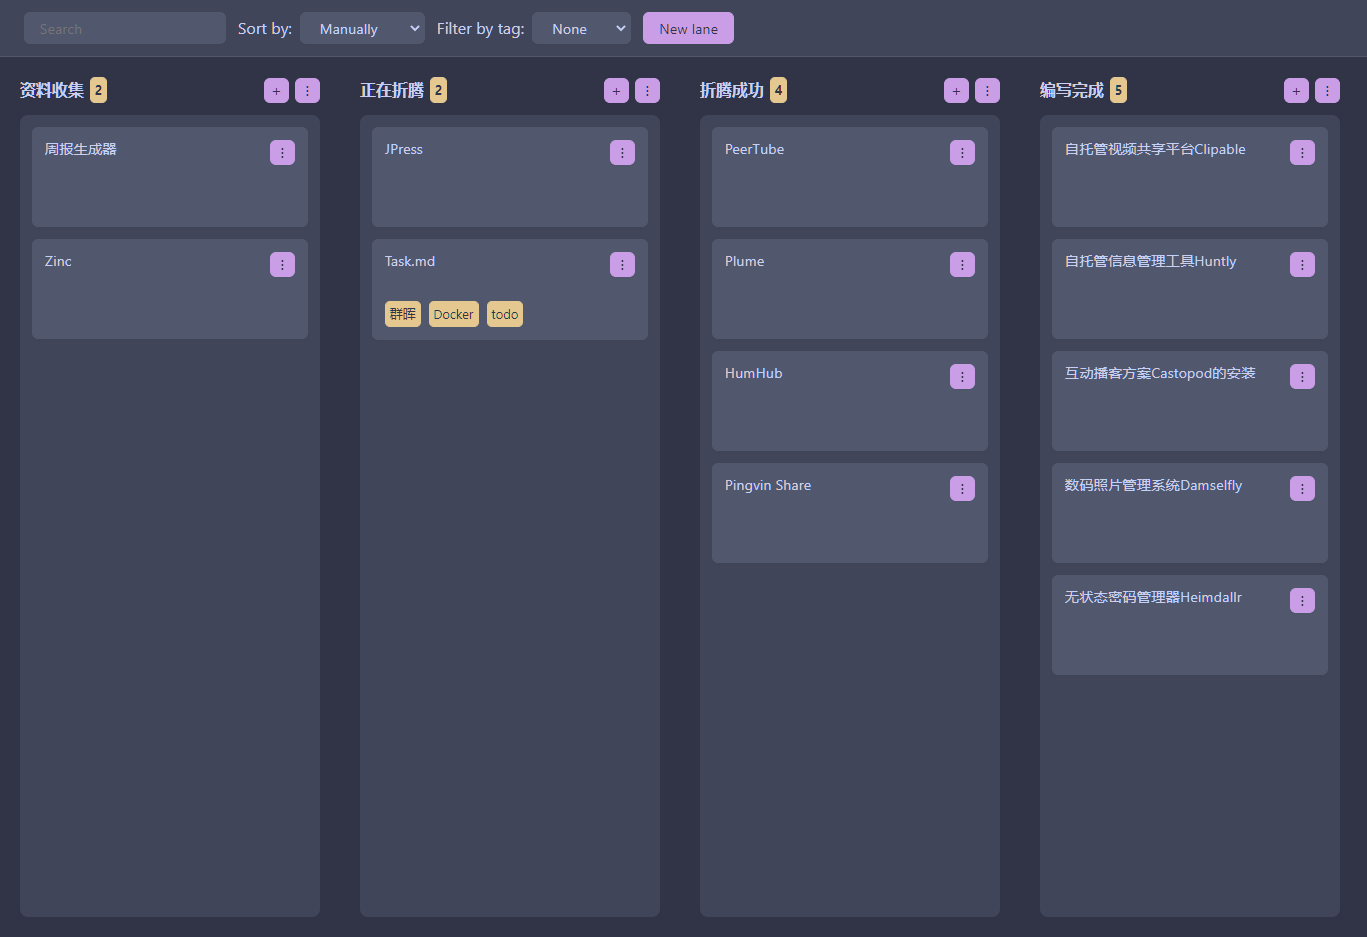 Search Sort by: Manually Filter by tag: None New lane
资料收集 2 + ⋮
周报生成器 ⋮
Zinc ⋮
正在折腾 2 + ⋮
JPress ⋮
Task.md ⋮
群晖 Docker todo
折腾成功 4 + ⋮
PeerTube ⋮
Plume ⋮
HumHub ⋮
Pingvin Share ⋮
编写完成 5 + ⋮
自托管视频共享平台Clipable ⋮
自托管信息管理工具Huntly ⋮
互动播客方案Castopod的安装 ⋮
数码照片管理系统Damselfly ⋮
无状态密码管理器Heimdallr ⋮